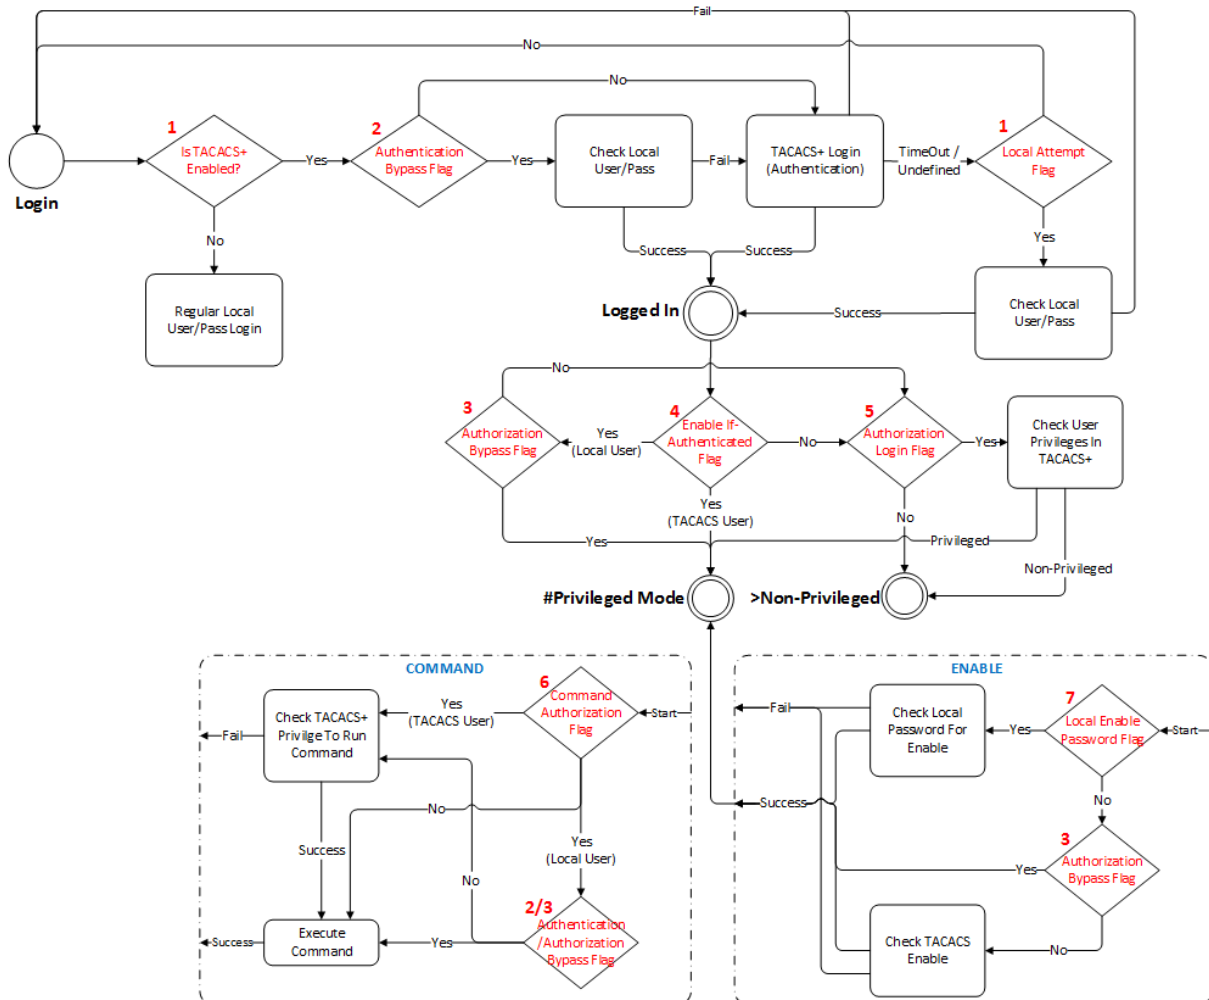 Fail
No
No
1
Is TACACS+
Enabled?
Yes
2
Authentication
Bypass Flag
Yes
Check Local
User/Pass
Fail
TACACS+ Login
(Authentication)
TimeOut /
Undefined
1
Local Attempt
Flag
Login
No
Success
Success
Yes
Regular Local
User/Pass Login
Logged In
Success
Check Local
User/Pass
No
3
Authorization
Bypass Flag
Yes
(Local User)
4
Enable If-
Authenticated
Flag
No
5
Authorization
Login Flag
Yes
Check User
Privileges In
TACACS+
Yes
(TACACS User)
No
Yes
Privileged
Non-Privileged
#Privileged Mode
>Non-Privileged
COMMAND
6
Command
Authorization
Flag
Start
Yes
(TACACS User)
Check TACACS+
Privilge To Run
Command
Fail
No
Success
Yes
(Local User)
No
2/3
Authentication
/Authorization
Bypass Flag
Yes
Execute
Command
Success
ENABLE
Fail
Check Local
Password For
Enable
Yes
7
Local Enable
Password Flag
Start
Success
No
3
Authorization
Bypass Flag
Yes
Check TACACS
Enable
No